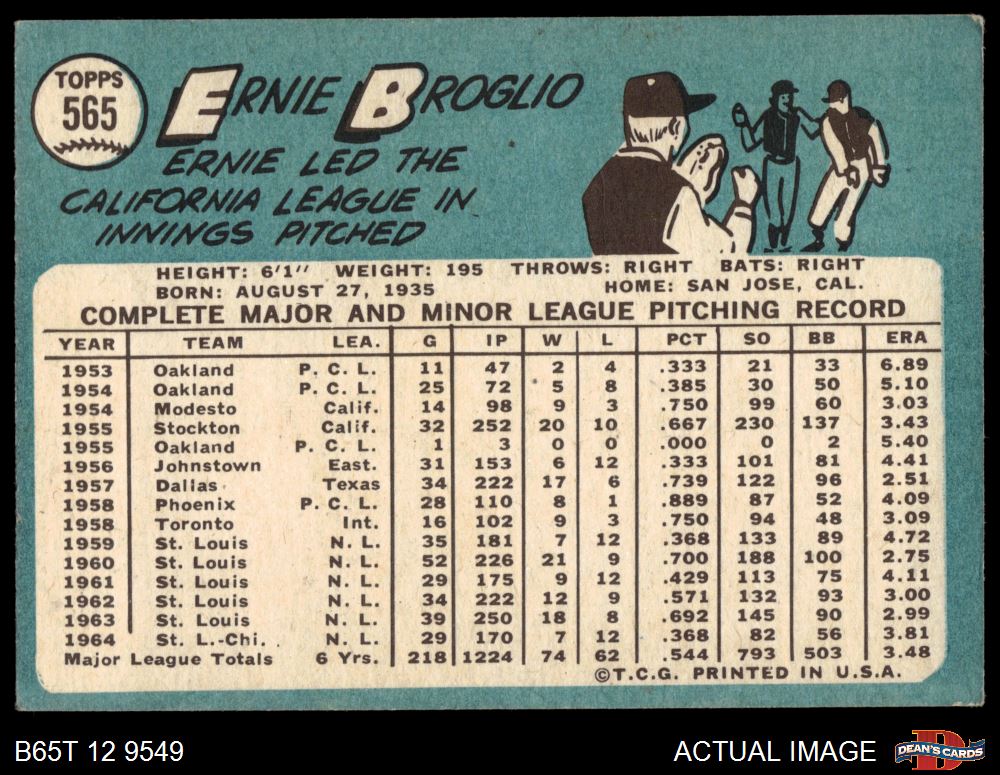 TOPPS
565
ERNIE BROGLIO
ERNIE LED THE
CALIFORNIA LEAGUE IN
INNINGS PITCHED
HEIGHT: 6'1" WEIGHT: 195 THROWS: RIGHT BATS: RIGHT
BORN: AUGUST 27, 1935 HOME: SAN JOSE, CAL.
COMPLETE MAJOR AND MINOR LEAGUE PITCHING RECORD
YEAR TEAM LEA. G IP W L PCT SO BB ERA
1953 Oakland P. C. L. 11 47 2 4 .333 21 33 6.89
1954 Oakland P. C. L. 25 72 5 8 .385 30 50 5.10
1954 Modesto Calif. 14 98 9 3 .750 99 60 3.03
1955 Stockton Calif. 32 252 20 10 .667 230 137 3.43
1955 Oakland P. C. L. 1 3 0 0 .000 0 2 5.40
1956 Johnstown East. 31 153 6 12 .333 101 81 4.41
1957 Dallas Texas 34 222 17 6 .739 122 96 2.51
1958 Phoenix P. C. L. 28 110 8 1 .889 87 52 4.09
1958 Toronto Int. 16 102 9 3 .750 94 48 3.09
1959 St. Louis N. L. 35 181 7 12 .368 133 89 4.72
1960 St. Louis N. L. 52 226 21 9 .700 188 100 2.75
1961 St. Louis N. L. 29 175 9 12 .429 113 75 4.11
1962 St. Louis N. L. 34 222 12 9 .571 132 93 3.00
1963 St. Louis N. L. 39 250 18 8 .692 145 90 2.99
1964 St. L.-Chi. N. L. 29 170 7 12 .368 82 56 3.81
Major League Totals 6 Yrs. 218 1224 74 62 .544 793 503 3.48
©T.C.G. PRINTED IN U.S.A.
B65T 12 9549 ACTUAL IMAGE DEAN'S CARDS